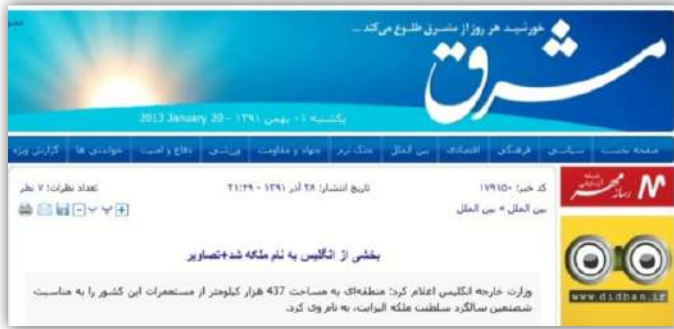 خورشید هر روز از مشرق طلوع می‌کند ...
مشرق
یکشنبه ۰۱ بهمن ۱۳۹۱ - 20 January 2013
صفحه نخست سیاسی فرهنگی اقتصادی بین الملل جنگ نرم جهاد و مقاومت ورزشی دفاع و امنیت خواندنی ها گزارش ویژه
کد خبر: ۱۷۹۱۵۰ تاریخ انتشار: ۲۸ آذر ۱۳۹۱ - ۲۱:۲۹ تعداد نظرات: ۷ نظر
بین الملل » بین الملل
بخشی از انگلیس به نام ملکه شد+تصاویر
وزارت خارجه انگلیس اعلام کرد: منطقه‌ای به مساحت 437 هزار کیلومتر از مستعمرات این کشور را به مناسبت
شصتمین سالگرد سلطنت ملکه الیزابت، به نام وی کرد.
مهر
www.didban.ir